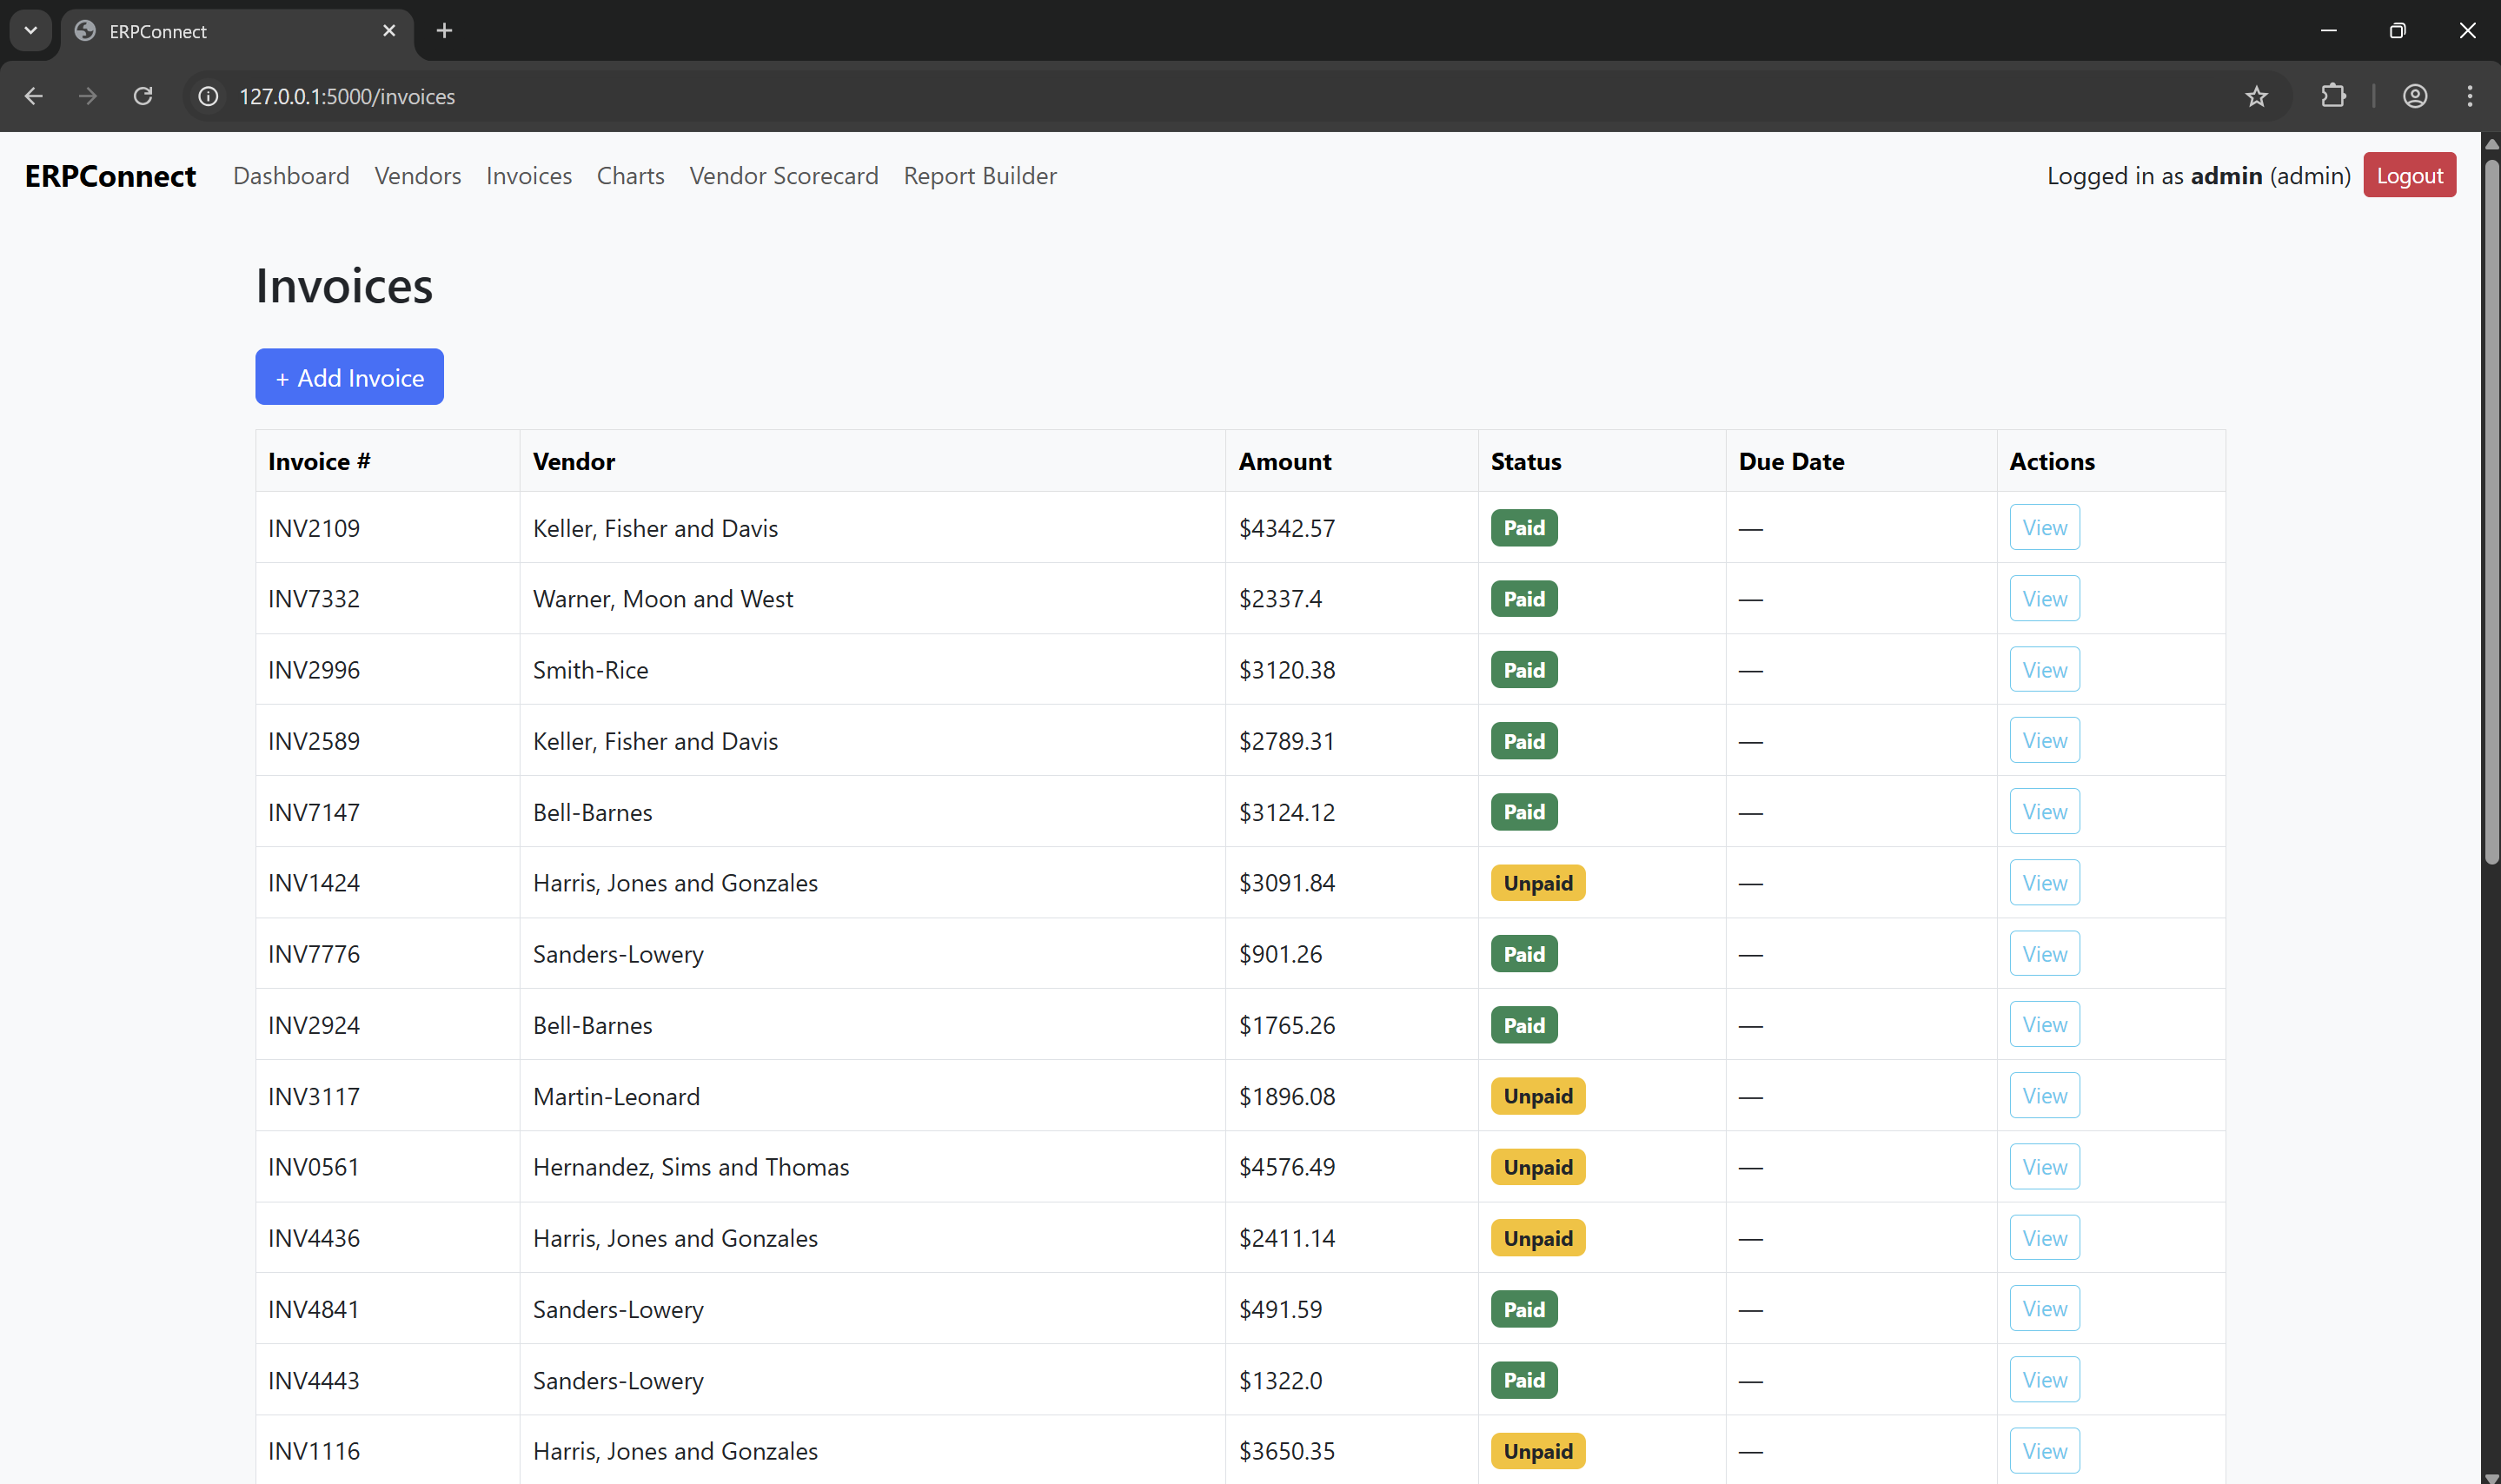 ERPConnect
127.0.0.1:5000/invoices
ERPConnect Dashboard Vendors Invoices Charts Vendor Scorecard Report Builder Logged in as admin (admin) Logout
Invoices
+ Add Invoice
Invoice # Vendor Amount Status Due Date Actions
INV2109 Keller, Fisher and Davis $4342.57 Paid — View
INV7332 Warner, Moon and West $2337.4 Paid — View
INV2996 Smith-Rice $3120.38 Paid — View
INV2589 Keller, Fisher and Davis $2789.31 Paid — View
INV7147 Bell-Barnes $3124.12 Paid — View
INV1424 Harris, Jones and Gonzales $3091.84 Unpaid — View
INV7776 Sanders-Lowery $901.26 Paid — View
INV2924 Bell-Barnes $1765.26 Paid — View
INV3117 Martin-Leonard $1896.08 Unpaid — View
INV0561 Hernandez, Sims and Thomas $4576.49 Unpaid — View
INV4436 Harris, Jones and Gonzales $2411.14 Unpaid — View
INV4841 Sanders-Lowery $491.59 Paid — View
INV4443 Sanders-Lowery $1322.0 Paid — View
INV1116 Harris, Jones and Gonzales $3650.35 Unpaid — View